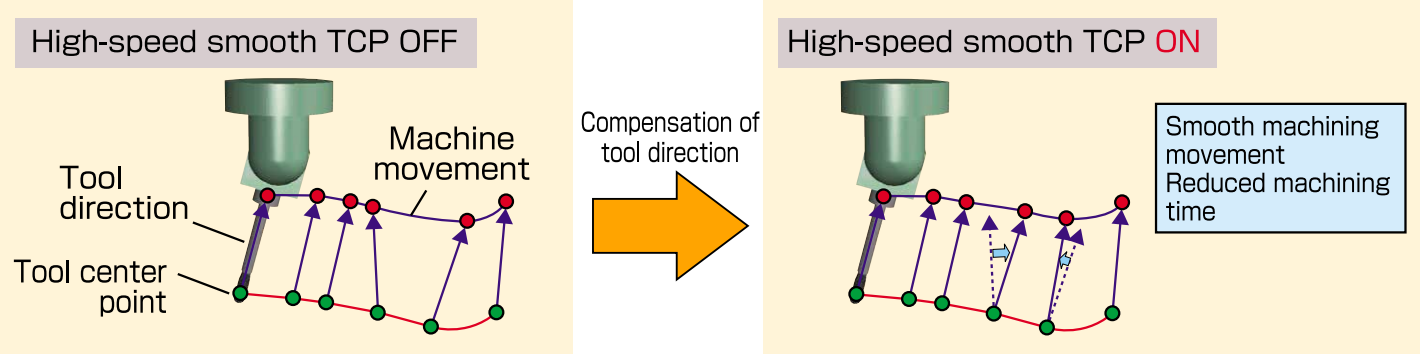 High-speed smooth TCP OFF
Machine
movement
Tool
direction
Tool center
point
Compensation of
tool direction
High-speed smooth TCP ON
Smooth machining
movement
Reduced machining
time